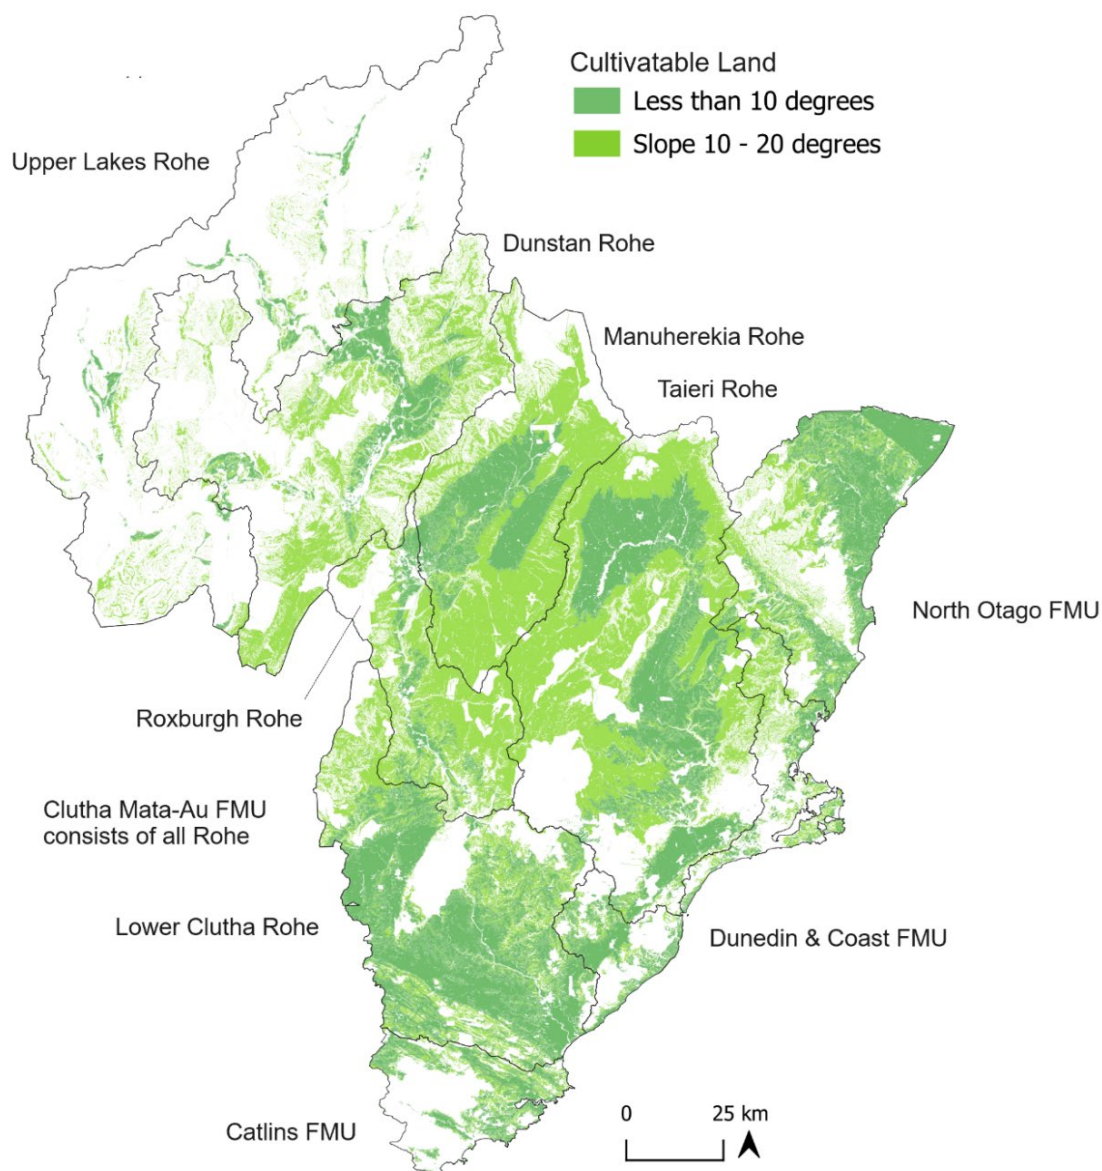 Cultivatable Land
Less than 10 degrees
Slope 10 - 20 degrees
Upper Lakes Rohe
Dunstan Rohe
Manuherekia Rohe
Taieri Rohe
North Otago FMU
Roxburgh Rohe
Clutha Mata-Au FMU
consists of all Rohe
Lower Clutha Rohe
Dunedin & Coast FMU
Catlins FMU
0 25 km